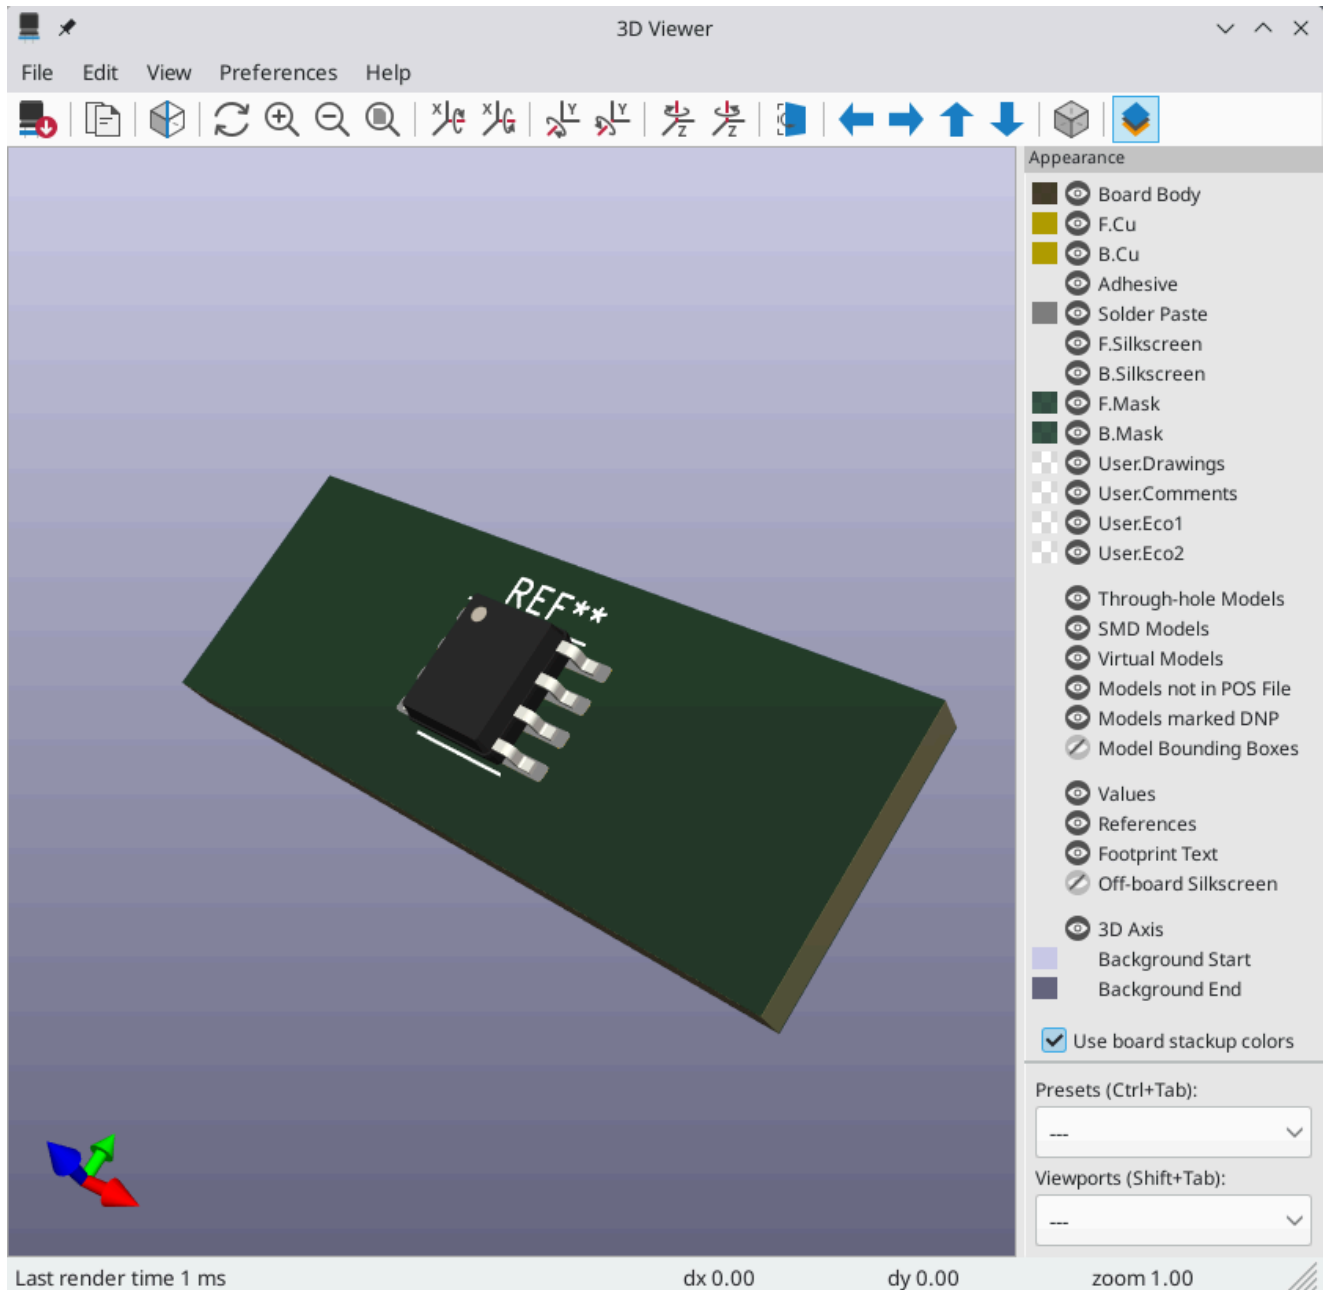 3D Viewer
File Edit View Preferences Help
Appearance
Board Body
F.Cu
B.Cu
Adhesive
Solder Paste
F.Silkscreen
B.Silkscreen
F.Mask
B.Mask
User.Drawings
User.Comments
User.Eco1
User.Eco2
Through-hole Models
SMD Models
Virtual Models
Models not in POS File
Models marked DNP
Model Bounding Boxes
Values
References
Footprint Text
Off-board Silkscreen
3D Axis
Background Start
Background End
Use board stackup colors
Presets (Ctrl+Tab):
---
Viewports (Shift+Tab):
---
REF**
Last render time 1 ms dx 0.00 dy 0.00 zoom 1.00